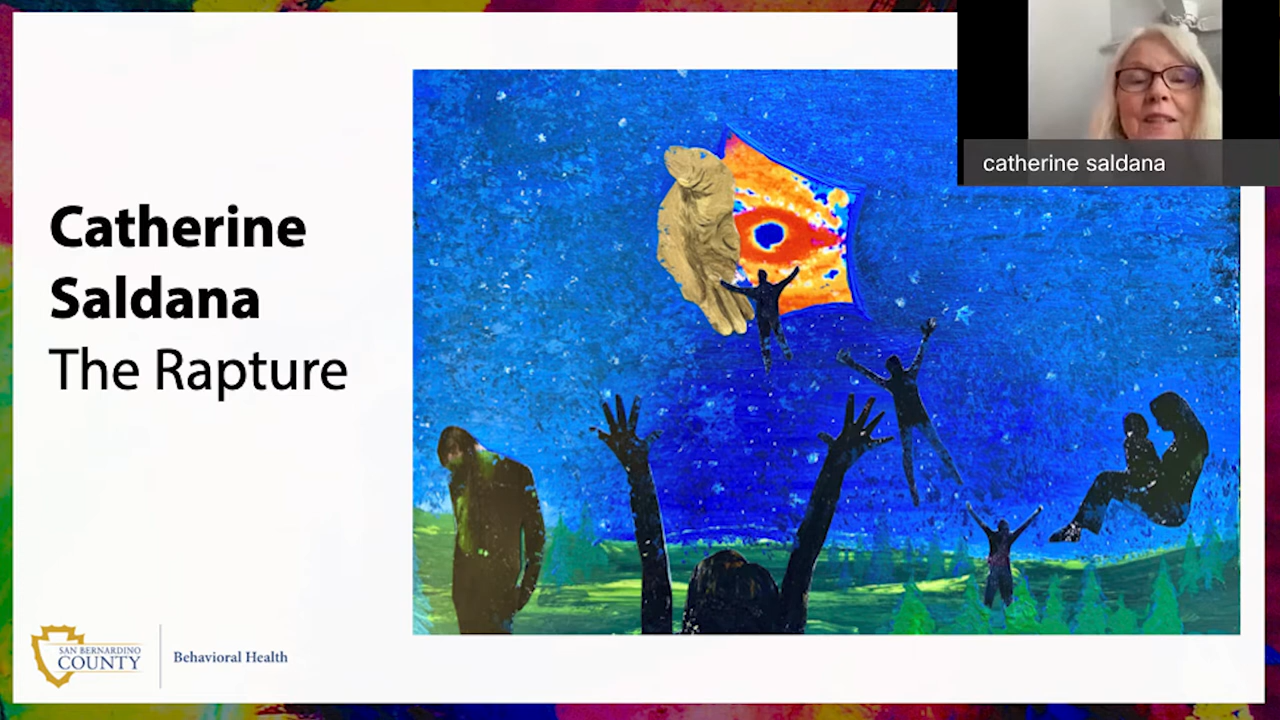 catherine saldana
Catherine
Saldana
The Rapture
SAN BERNARDINO
COUNTY
Behavioral Health